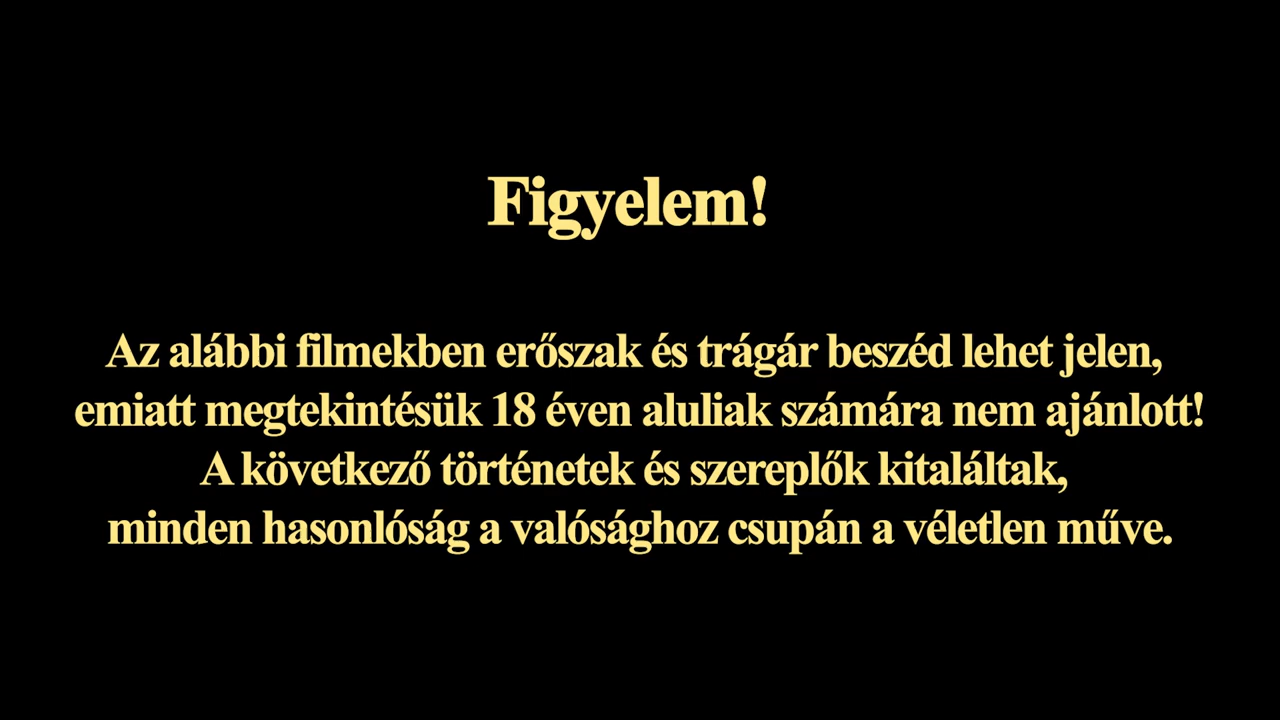 Figyelem!
Az alábbi filmekben erőszak és trágár beszéd lehet jelen,
emiatt megtekintésük 18 éven aluliak számára nem ajánlott!
A következő történetek és szereplők kitaláltak,
minden hasonlóság a valósághoz csupán a véletlen műve.